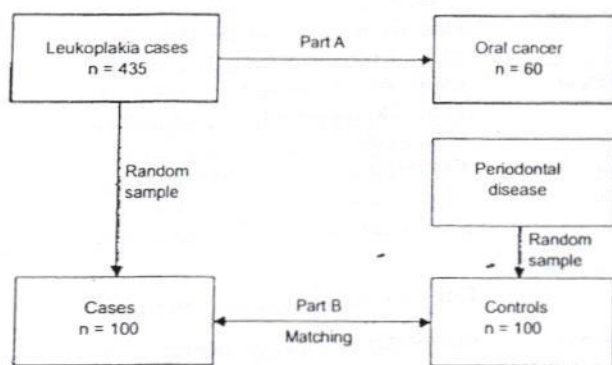 Leukoplakia cases
n = 435
Part A
Oral cancer
n = 60
Random
sample
Periodontal
disease
Random
sample
Cases
n = 100
Part B
Matching
Controls
n = 100